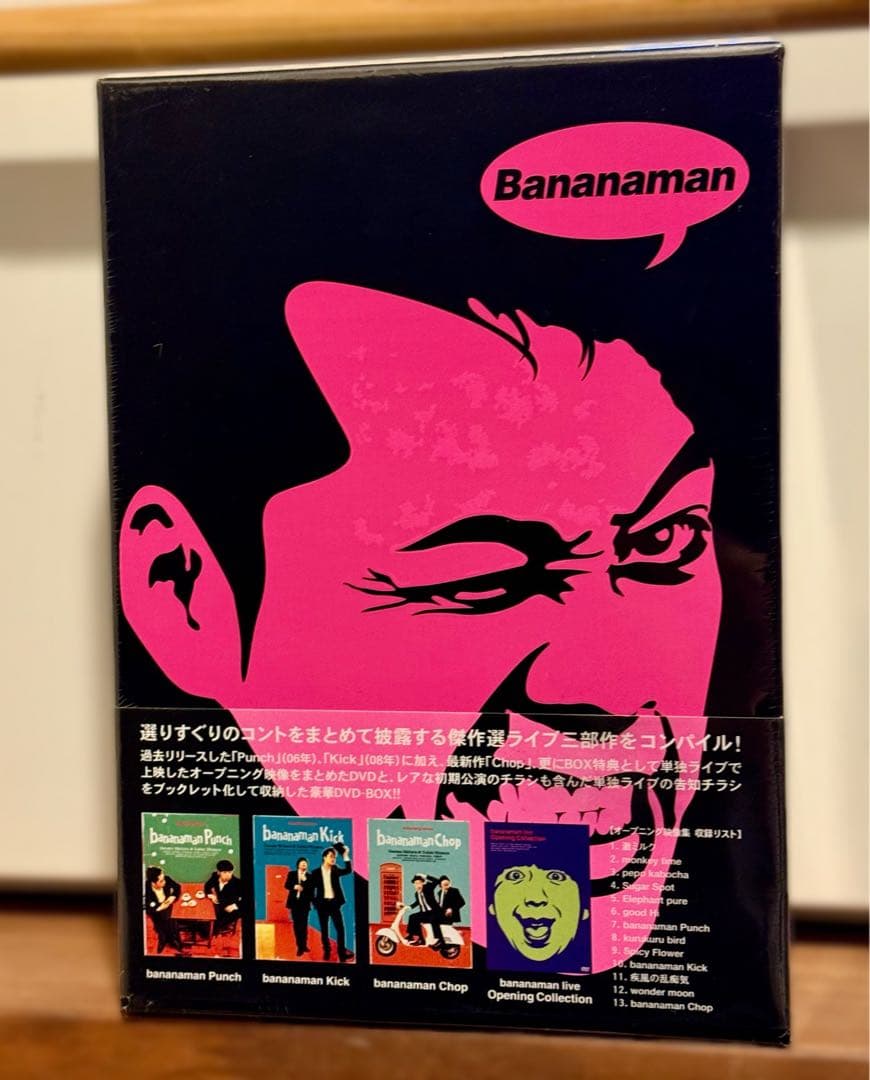 Bananaman
選りすぐりのコントをまとめて披露する傑作選ライブ三部作をコンパイル!
過去リリースした「Punch」(06年)、「Kick」(08年)に加え、最新作「Chop」、更にBOX特典として単独ライブで
上映したオープニング映像をまとめたDVDと、レアな初期公演のチラシも含んだ単独ライブの告知チラシ
をブックレット化して収納した豪華DVD-BOX!!
bananaman Punch
bananaman Kick
bananaman Chop
bananaman live
Opening Collection
bananaman Punch
bananaman Kick
bananaman Chop
bananaman live
Opening Collection
【オープニング映像集 収録リスト】
1. 激ミルク
2. monkey time
3. pepo kabocha
4. Sugar Spot
5. Elephant pure
6. good Hi
7. bananaman Punch
8. kurukuru bird
9. Spicy Flower
10. bananaman Kick
11. 疾風の乱痴気
12. wonder moon
13. bananaman Chop